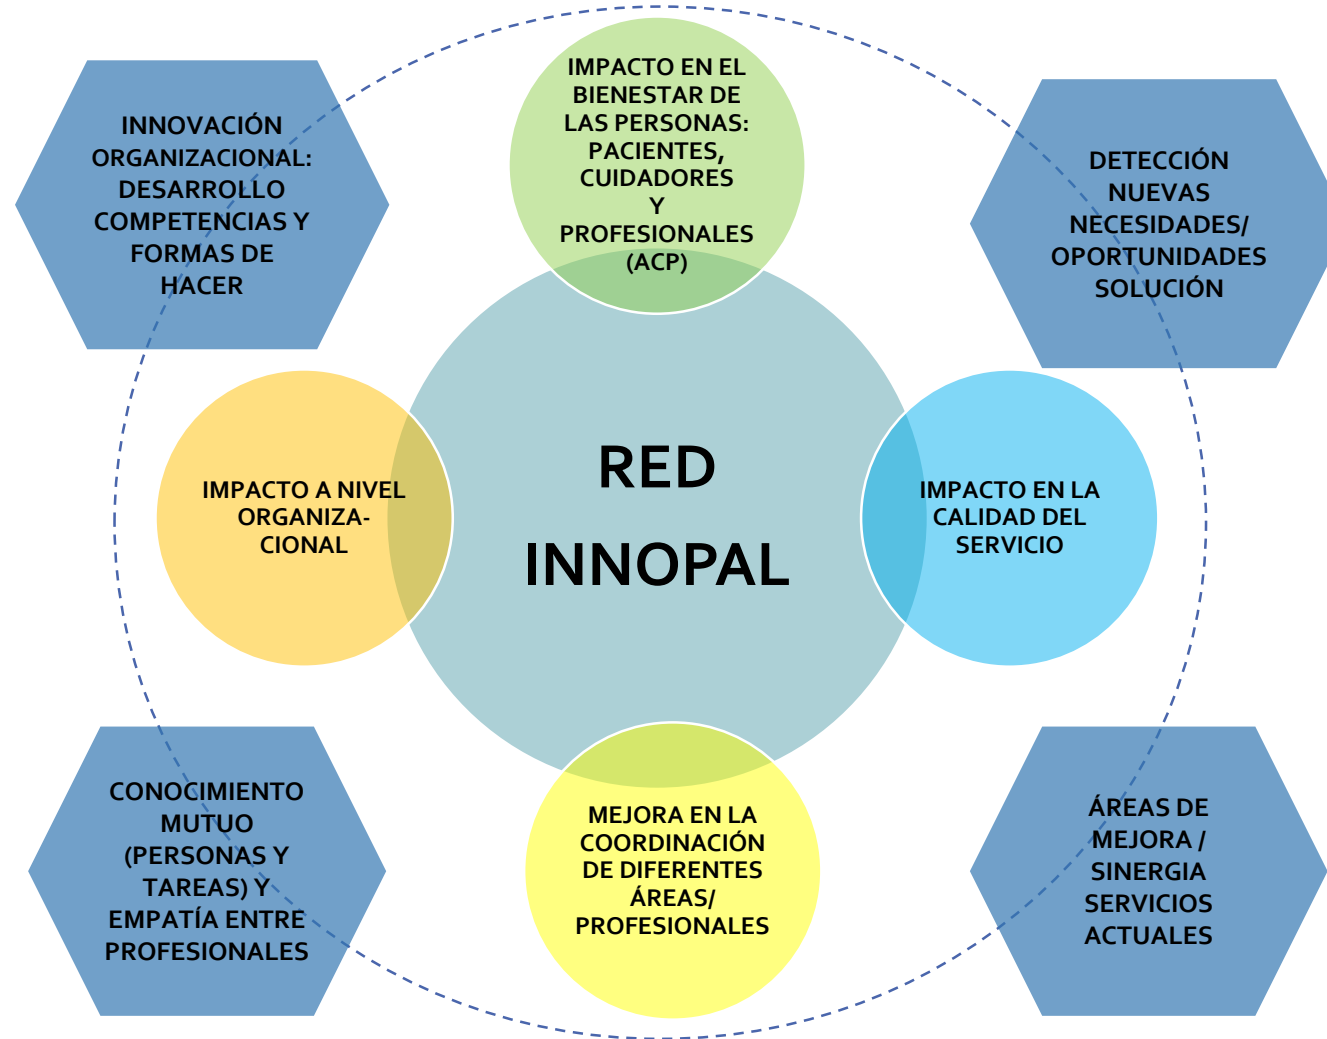 IMPACTO EN EL
BIENESTAR DE
LAS PERSONAS:
PACIENTES,
CUIDADORES
Y
PROFESIONALES
(ACP)
INNOVACIÓN
ORGANIZACIONAL:
DESARROLLO
COMPETENCIAS Y
FORMAS DE
HACER
DETECCIÓN
NUEVAS
NECESIDADES/
OPORTUNIDADES
SOLUCIÓN
IMPACTO A NIVEL
ORGANIZA-
CIONAL
RED
INNOPAL
IMPACTO EN LA
CALIDAD DEL
SERVICIO
CONOCIMIENTO
MUTUO
(PERSONAS Y
TAREAS) Y
EMPATÍA ENTRE
PROFESIONALES
MEJORA EN LA
COORDINACIÓN
DE DIFERENTES
ÁREAS/
PROFESIONALES
ÁREAS DE
MEJORA /
SINERGIA
SERVICIOS
ACTUALES